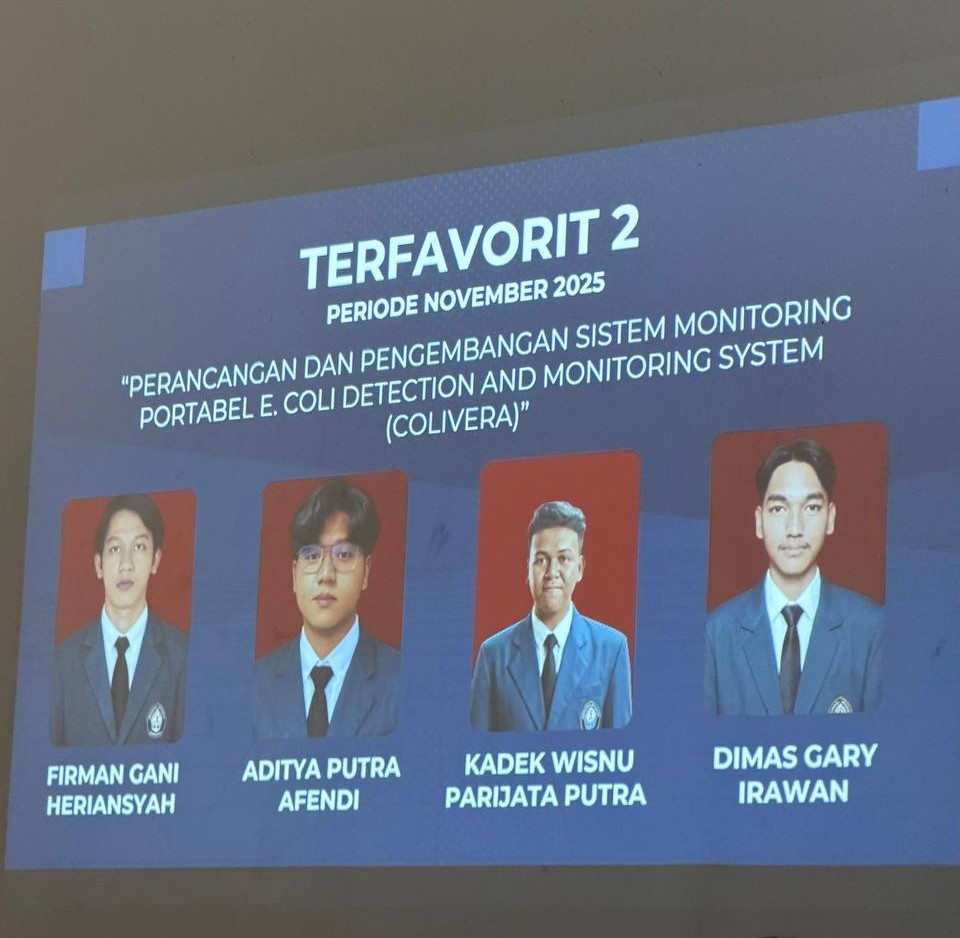 TERFAVORIT 2
PERIODE NOVEMBER 2025
“PERANCANGAN DAN PENGEMBANGAN SISTEM MONITORING
PORTABEL E. COLI DETECTION AND MONITORING SYSTEM
(COLIVERA)”
FIRMAN GANI
HERIANSYAH
ADITYA PUTRA
AFENDI
KADEK WISNU
PARIJATA PUTRA
DIMAS GARY
IRAWAN